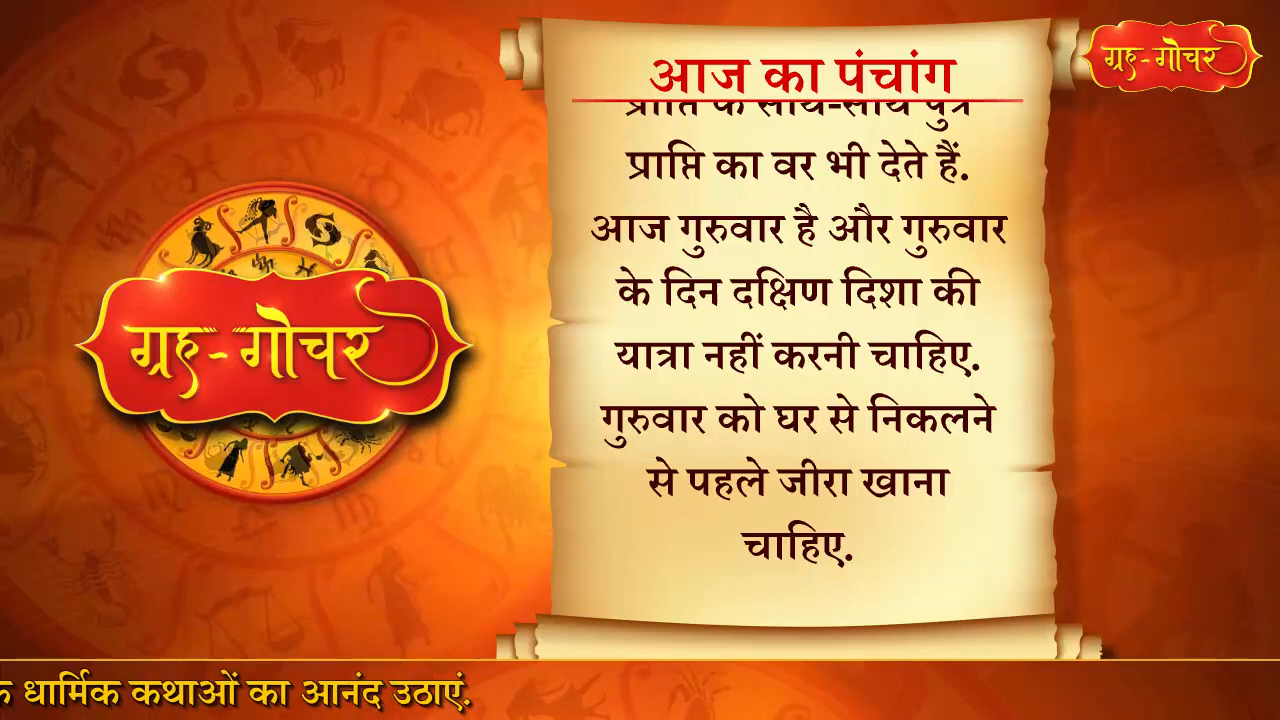 आज का पंचांग
ग्रह-गोचर
के साथ-साथ पुत्र
प्राप्ति का वर भी देते हैं.
आज गुरुवार है और गुरुवार
के दिन दक्षिण दिशा की
यात्रा नहीं करनी चाहिए.
गुरुवार को घर से निकलने
से पहले जीरा खाना
चाहिए.
ग्रह-गोचर
धार्मिक कथाओं का आनंद उठाएं.